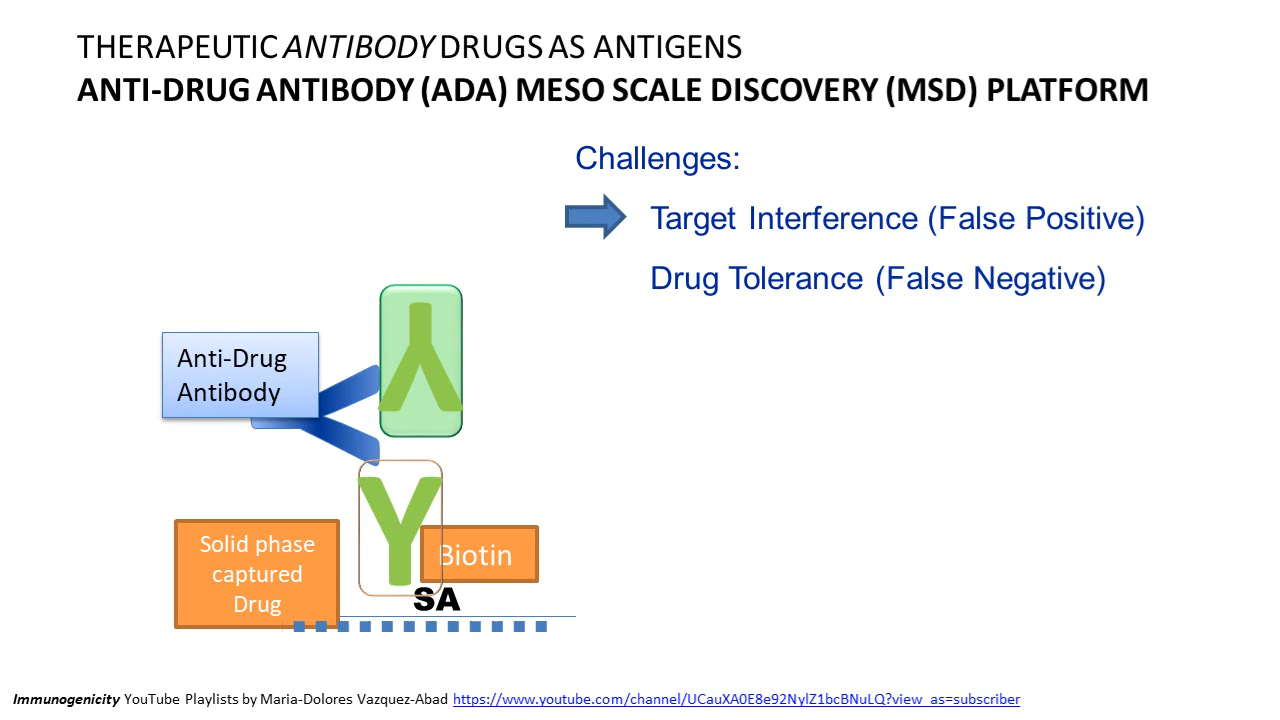 THERAPEUTIC ANTIBODY DRUGS AS ANTIGENS
ANTI-DRUG ANTIBODY (ADA) MESO SCALE DISCOVERY (MSD) PLATFORM
Challenges:
Target Interference (False Positive)
Drug Tolerance (False Negative)
Anti-Drug
Antibody
Solid phase
captured
Drug
Biotin
SA
Immunogenicity YouTube Playlists by Maria-Dolores Vazquez-Abad https://www.youtube.com/channel/UCauXA0E8e92NylZ1bcBNuLQ?view_as=subscriber